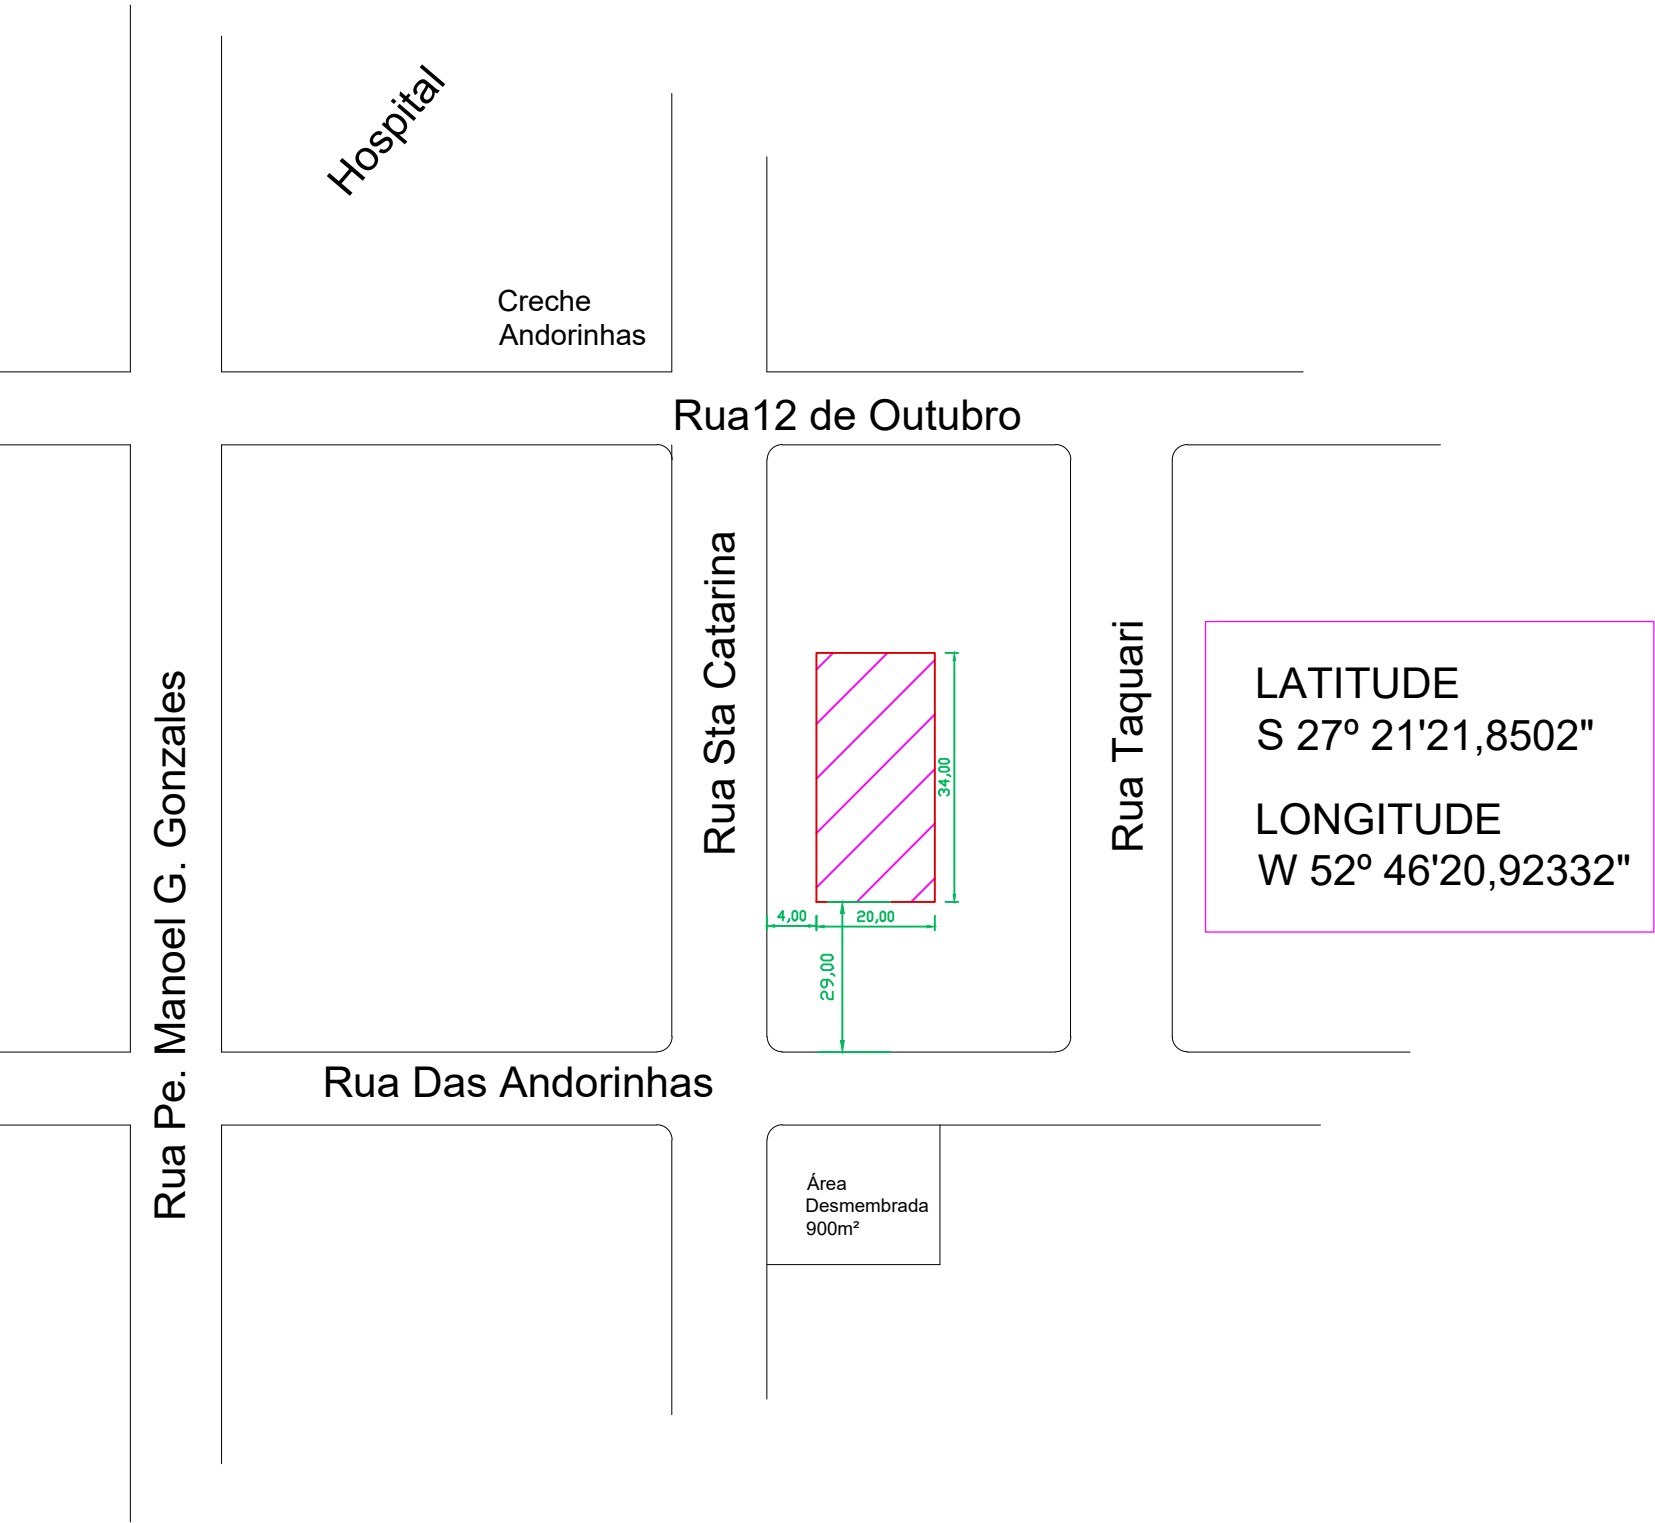 Hospital
Creche
Andorinhas
Rua12 de Outubro
Rua Sta Catarina
Rua Taquari
Rua Pe. Manoel G. Gonzales
LATITUDE
S 27º 21'21,8502"
LONGITUDE
W 52º 46'20,92332"
34,00
4,00
20,00
29,00
Rua Das Andorinhas
Área
Desmembrada
900m²